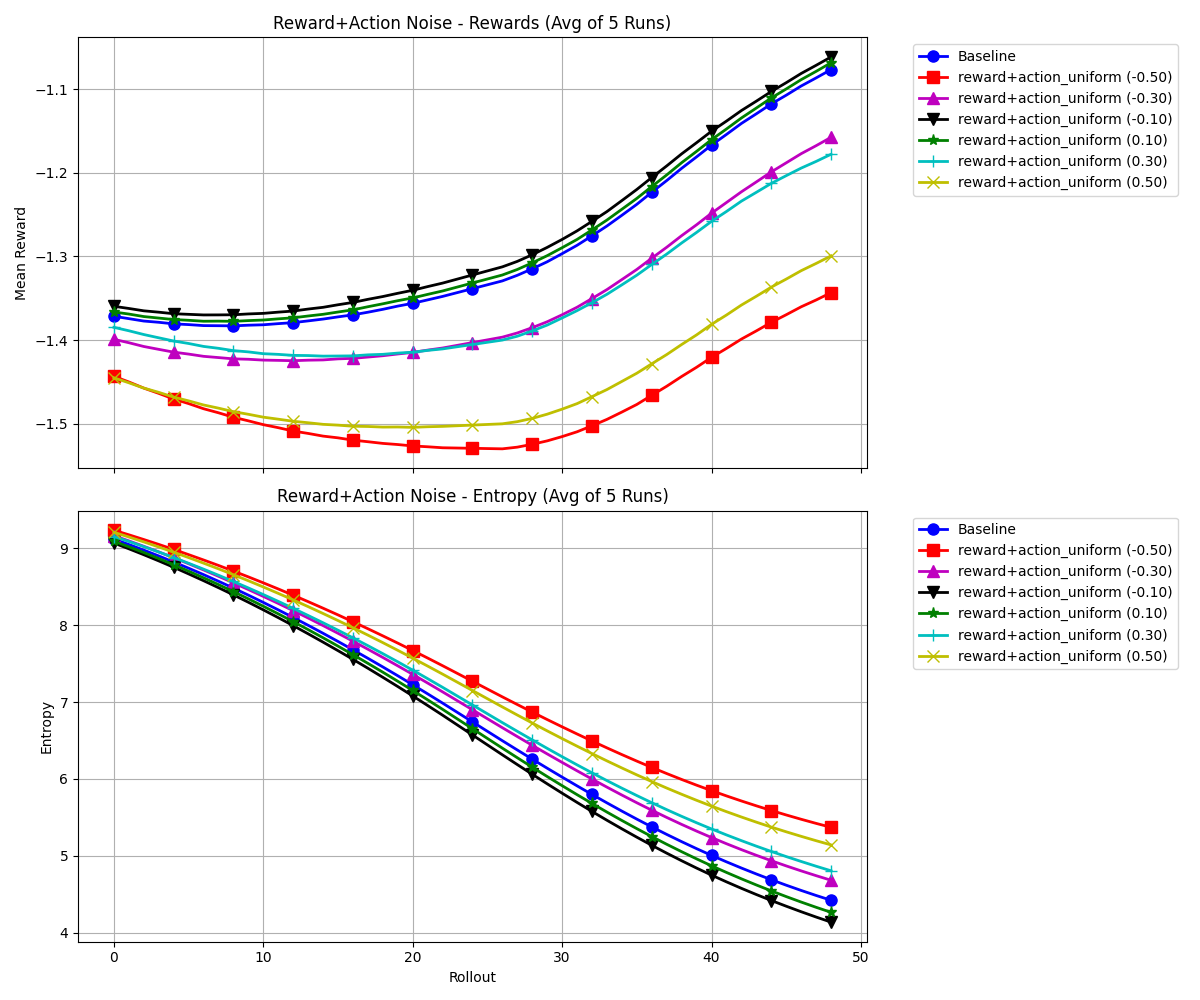 Reward+Action Noise - Rewards (Avg of 5 Runs)
Mean Reward
−1.1
−1.2
−1.3
−1.4
−1.5
Baseline
reward+action_uniform (-0.50)
reward+action_uniform (-0.30)
reward+action_uniform (-0.10)
reward+action_uniform (0.10)
reward+action_uniform (0.30)
reward+action_uniform (0.50)
Reward+Action Noise - Entropy (Avg of 5 Runs)
Entropy
9
8
7
6
5
4
0 10 20 30 40 50
Rollout
Baseline
reward+action_uniform (-0.50)
reward+action_uniform (-0.30)
reward+action_uniform (-0.10)
reward+action_uniform (0.10)
reward+action_uniform (0.30)
reward+action_uniform (0.50)